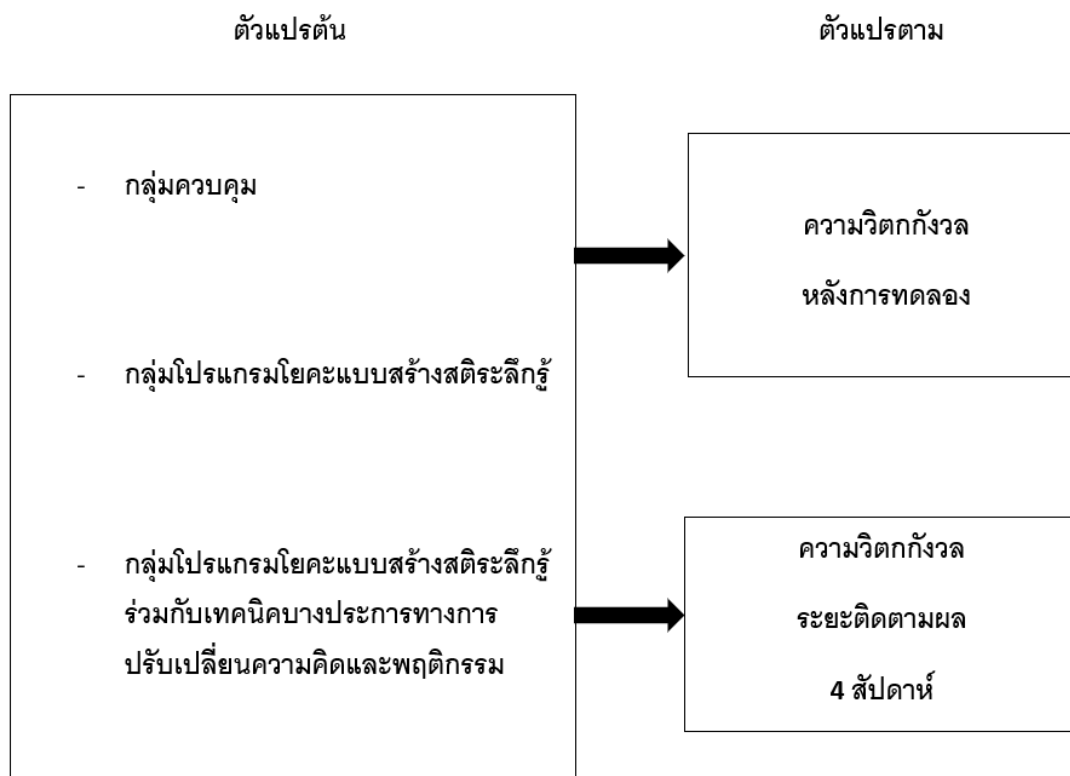 ตัวแปรต้น
ตัวแปรตาม
- กลุ่มควบคุม
- กลุ่มโปรแกรมโยคะแบบสร้างสติระลึกรู้
- กลุ่มโปรแกรมโยคะแบบสร้างสติระลึกรู้
ร่วมกับเทคนิคบางประการทางการ
ปรับเปลี่ยนความคิดและพฤติกรรม
ความวิตกกังวล
หลังการทดลอง
ความวิตกกังวล
ระยะติดตามผล
4 สัปดาห์